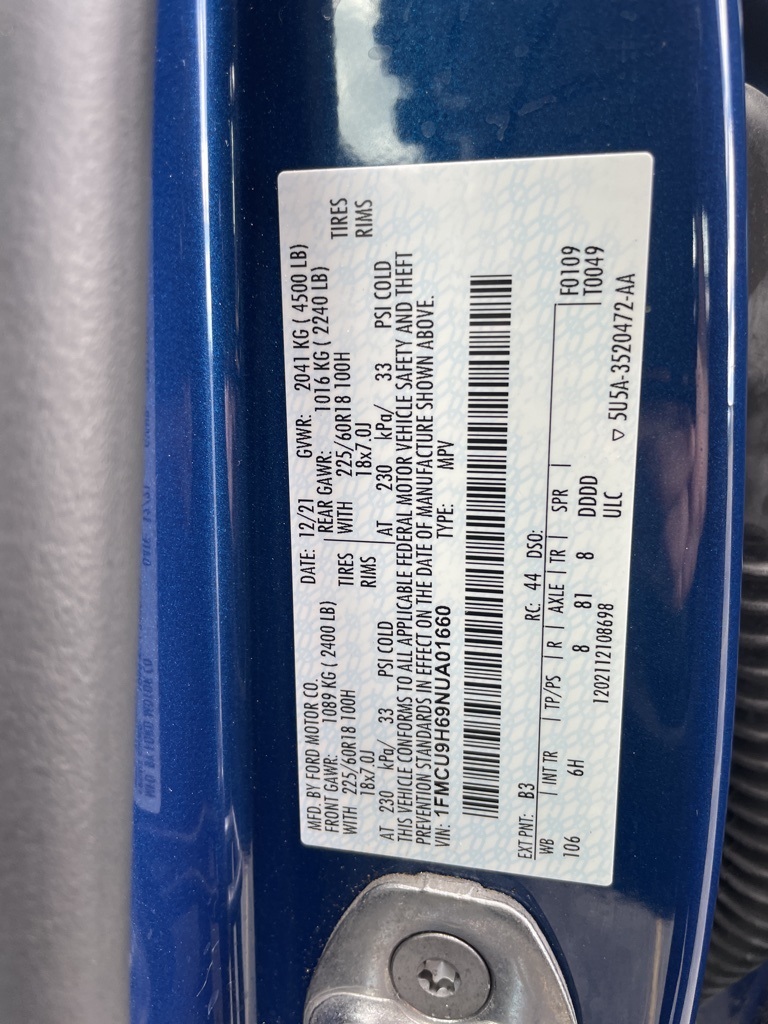 MFD. BY FORD MOTOR CO.
DATE: 12/21 GVWR: 2041 KG ( 4500 LB)
FRONT GAWR: 1089 KG ( 2400 LB) REAR GAWR: 1016 KG ( 2240 LB)
WITH 225/60R18 100H TIRES WITH 225/60R18 100H TIRES
18x7.0J RIMS 18x7.0J RIMS
AT 230 kPa/ 33 PSI COLD AT 230 kPa/ 33 PSI COLD
THIS VEHICLE CONFORMS TO ALL APPLICABLE FEDERAL MOTOR VEHICLE SAFETY AND THEFT
PREVENTION STANDARDS IN EFFECT ON THE DATE OF MANUFACTURE SHOWN ABOVE.
VIN: 1FMCU9H69NUA01660 TYPE: MPV
EXT PNT: B3 RC: 44 DSO:
WB INT TR TP/PS R AXLE TR SPR F0109
106 6H 8 81 8 DDDD T0049
ULC
1202112108698
▽ 5U5A-3520472-AA